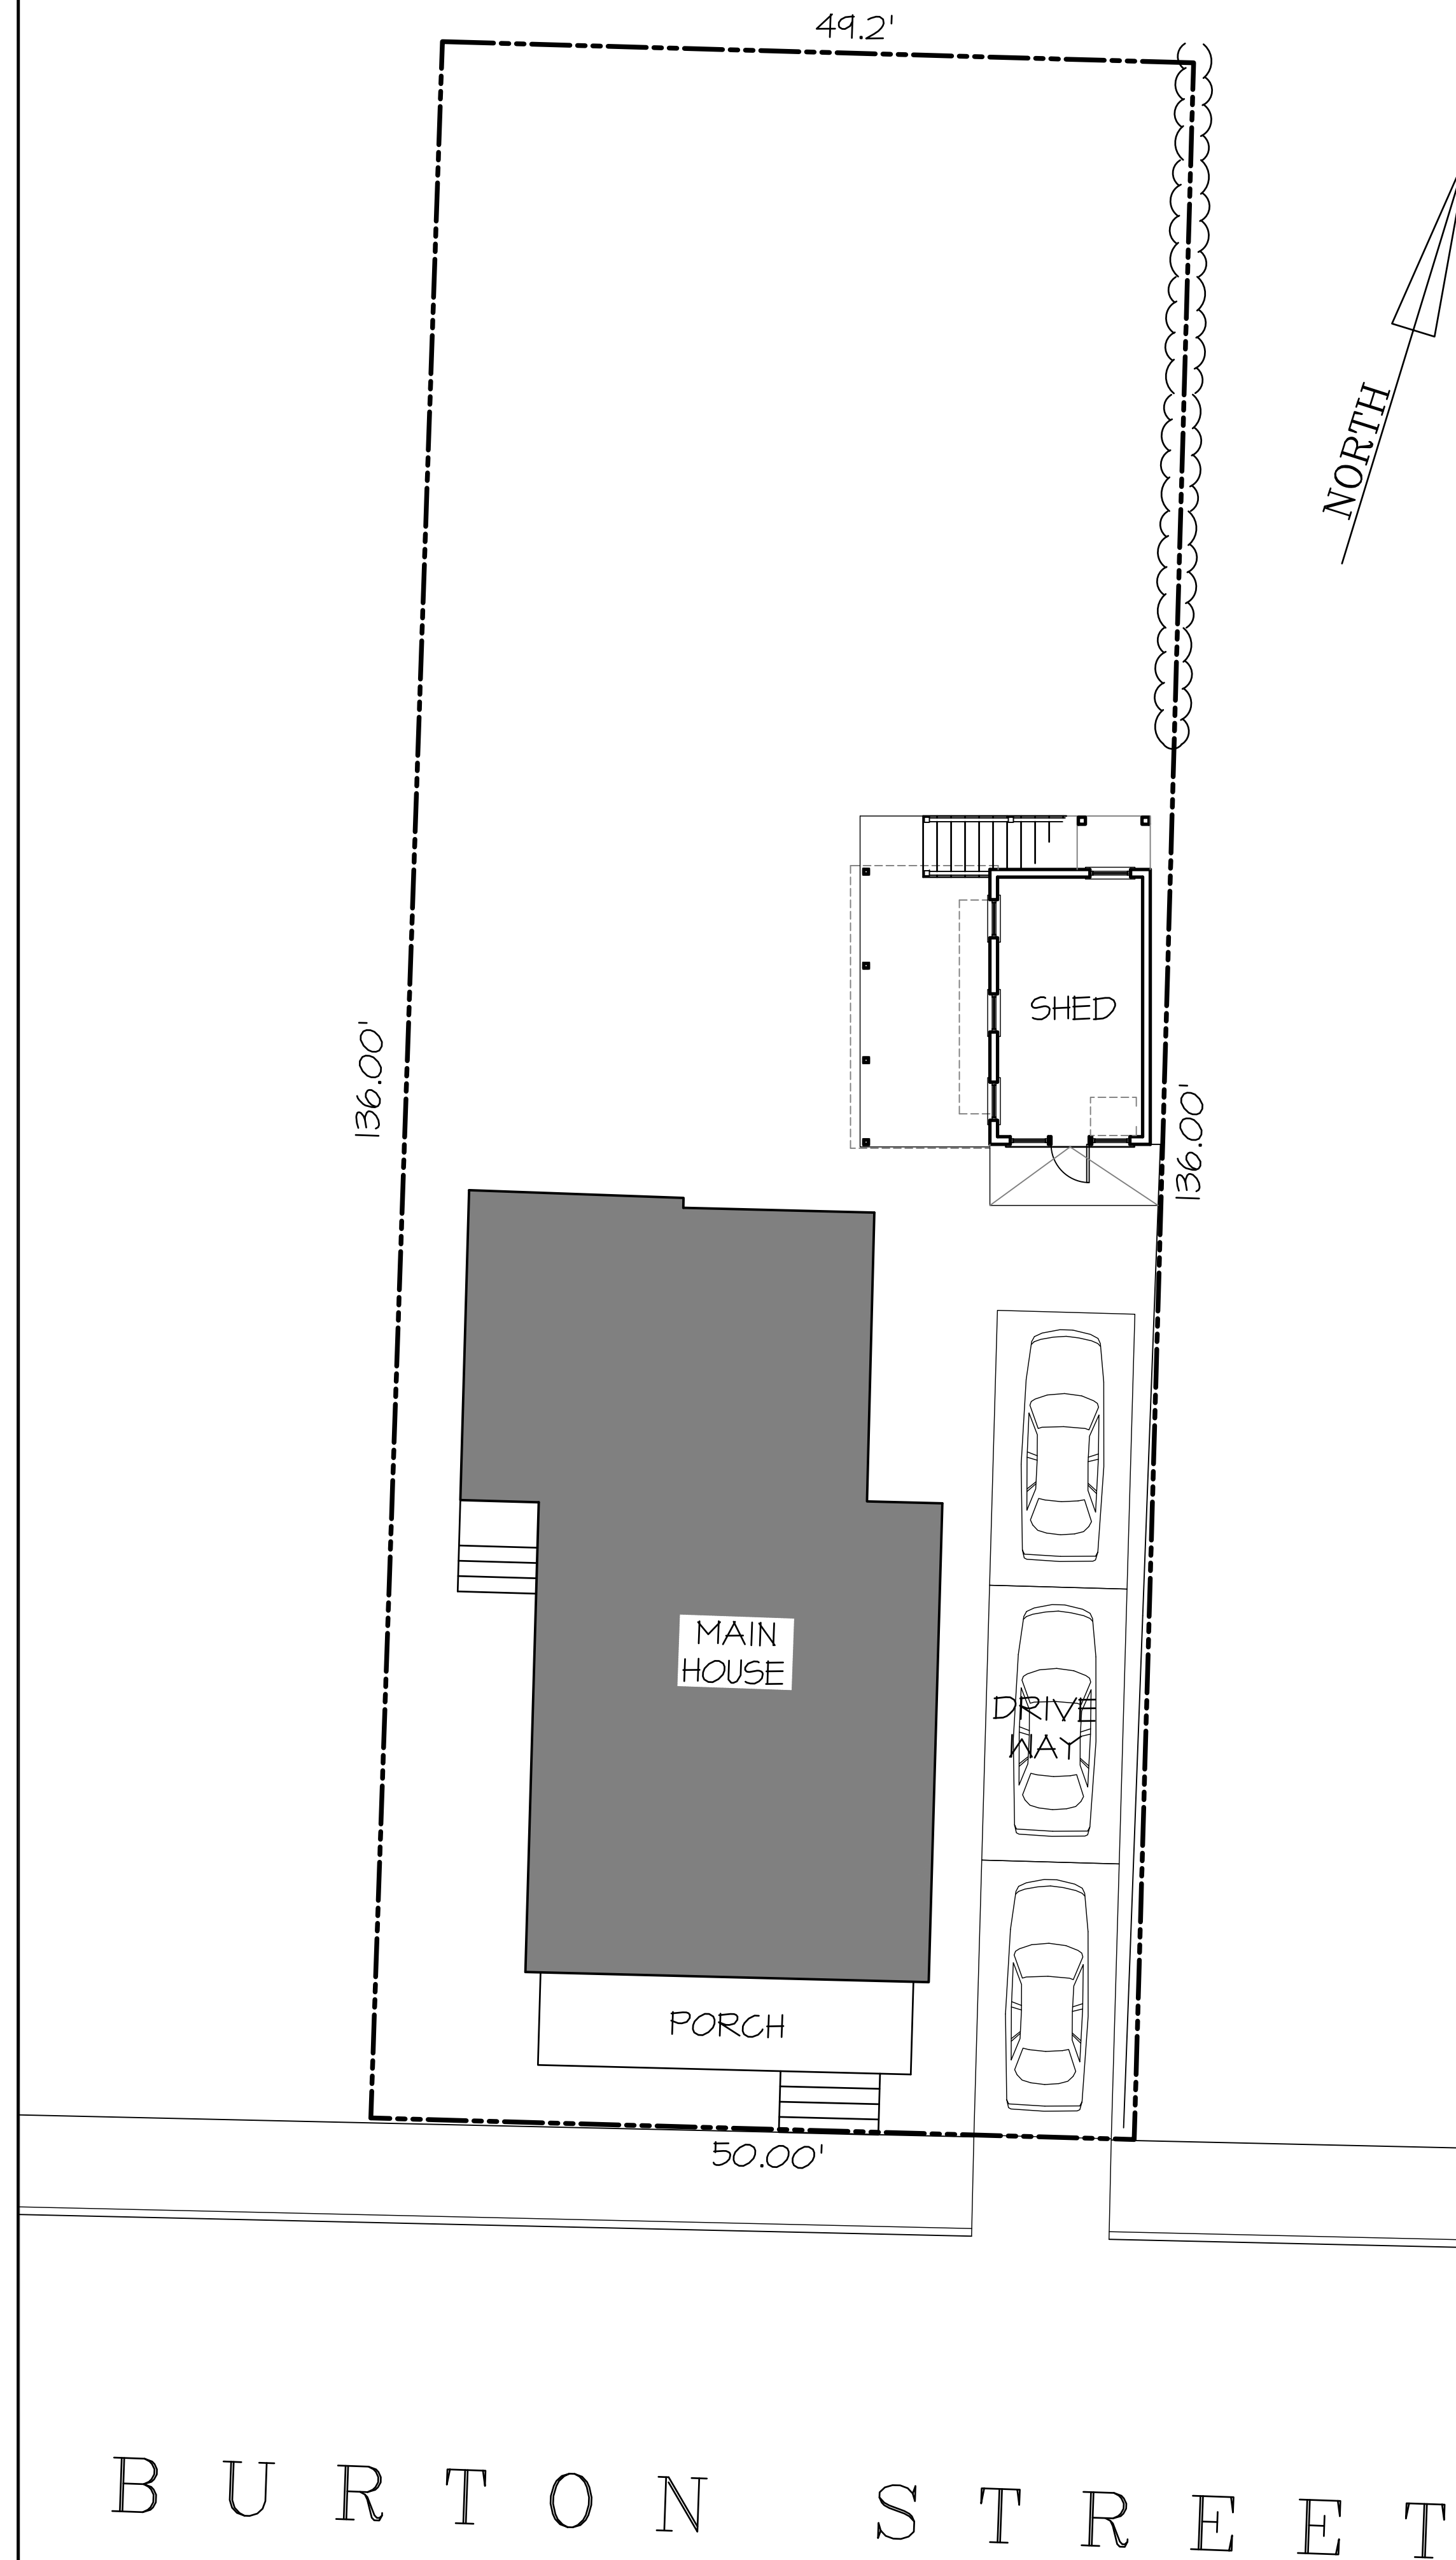 49.2'
NORTH
SHED
136.00'
136.00'
MAIN
HOUSE
DRIVE
WAY
PORCH
50.00'
BURTON STREET